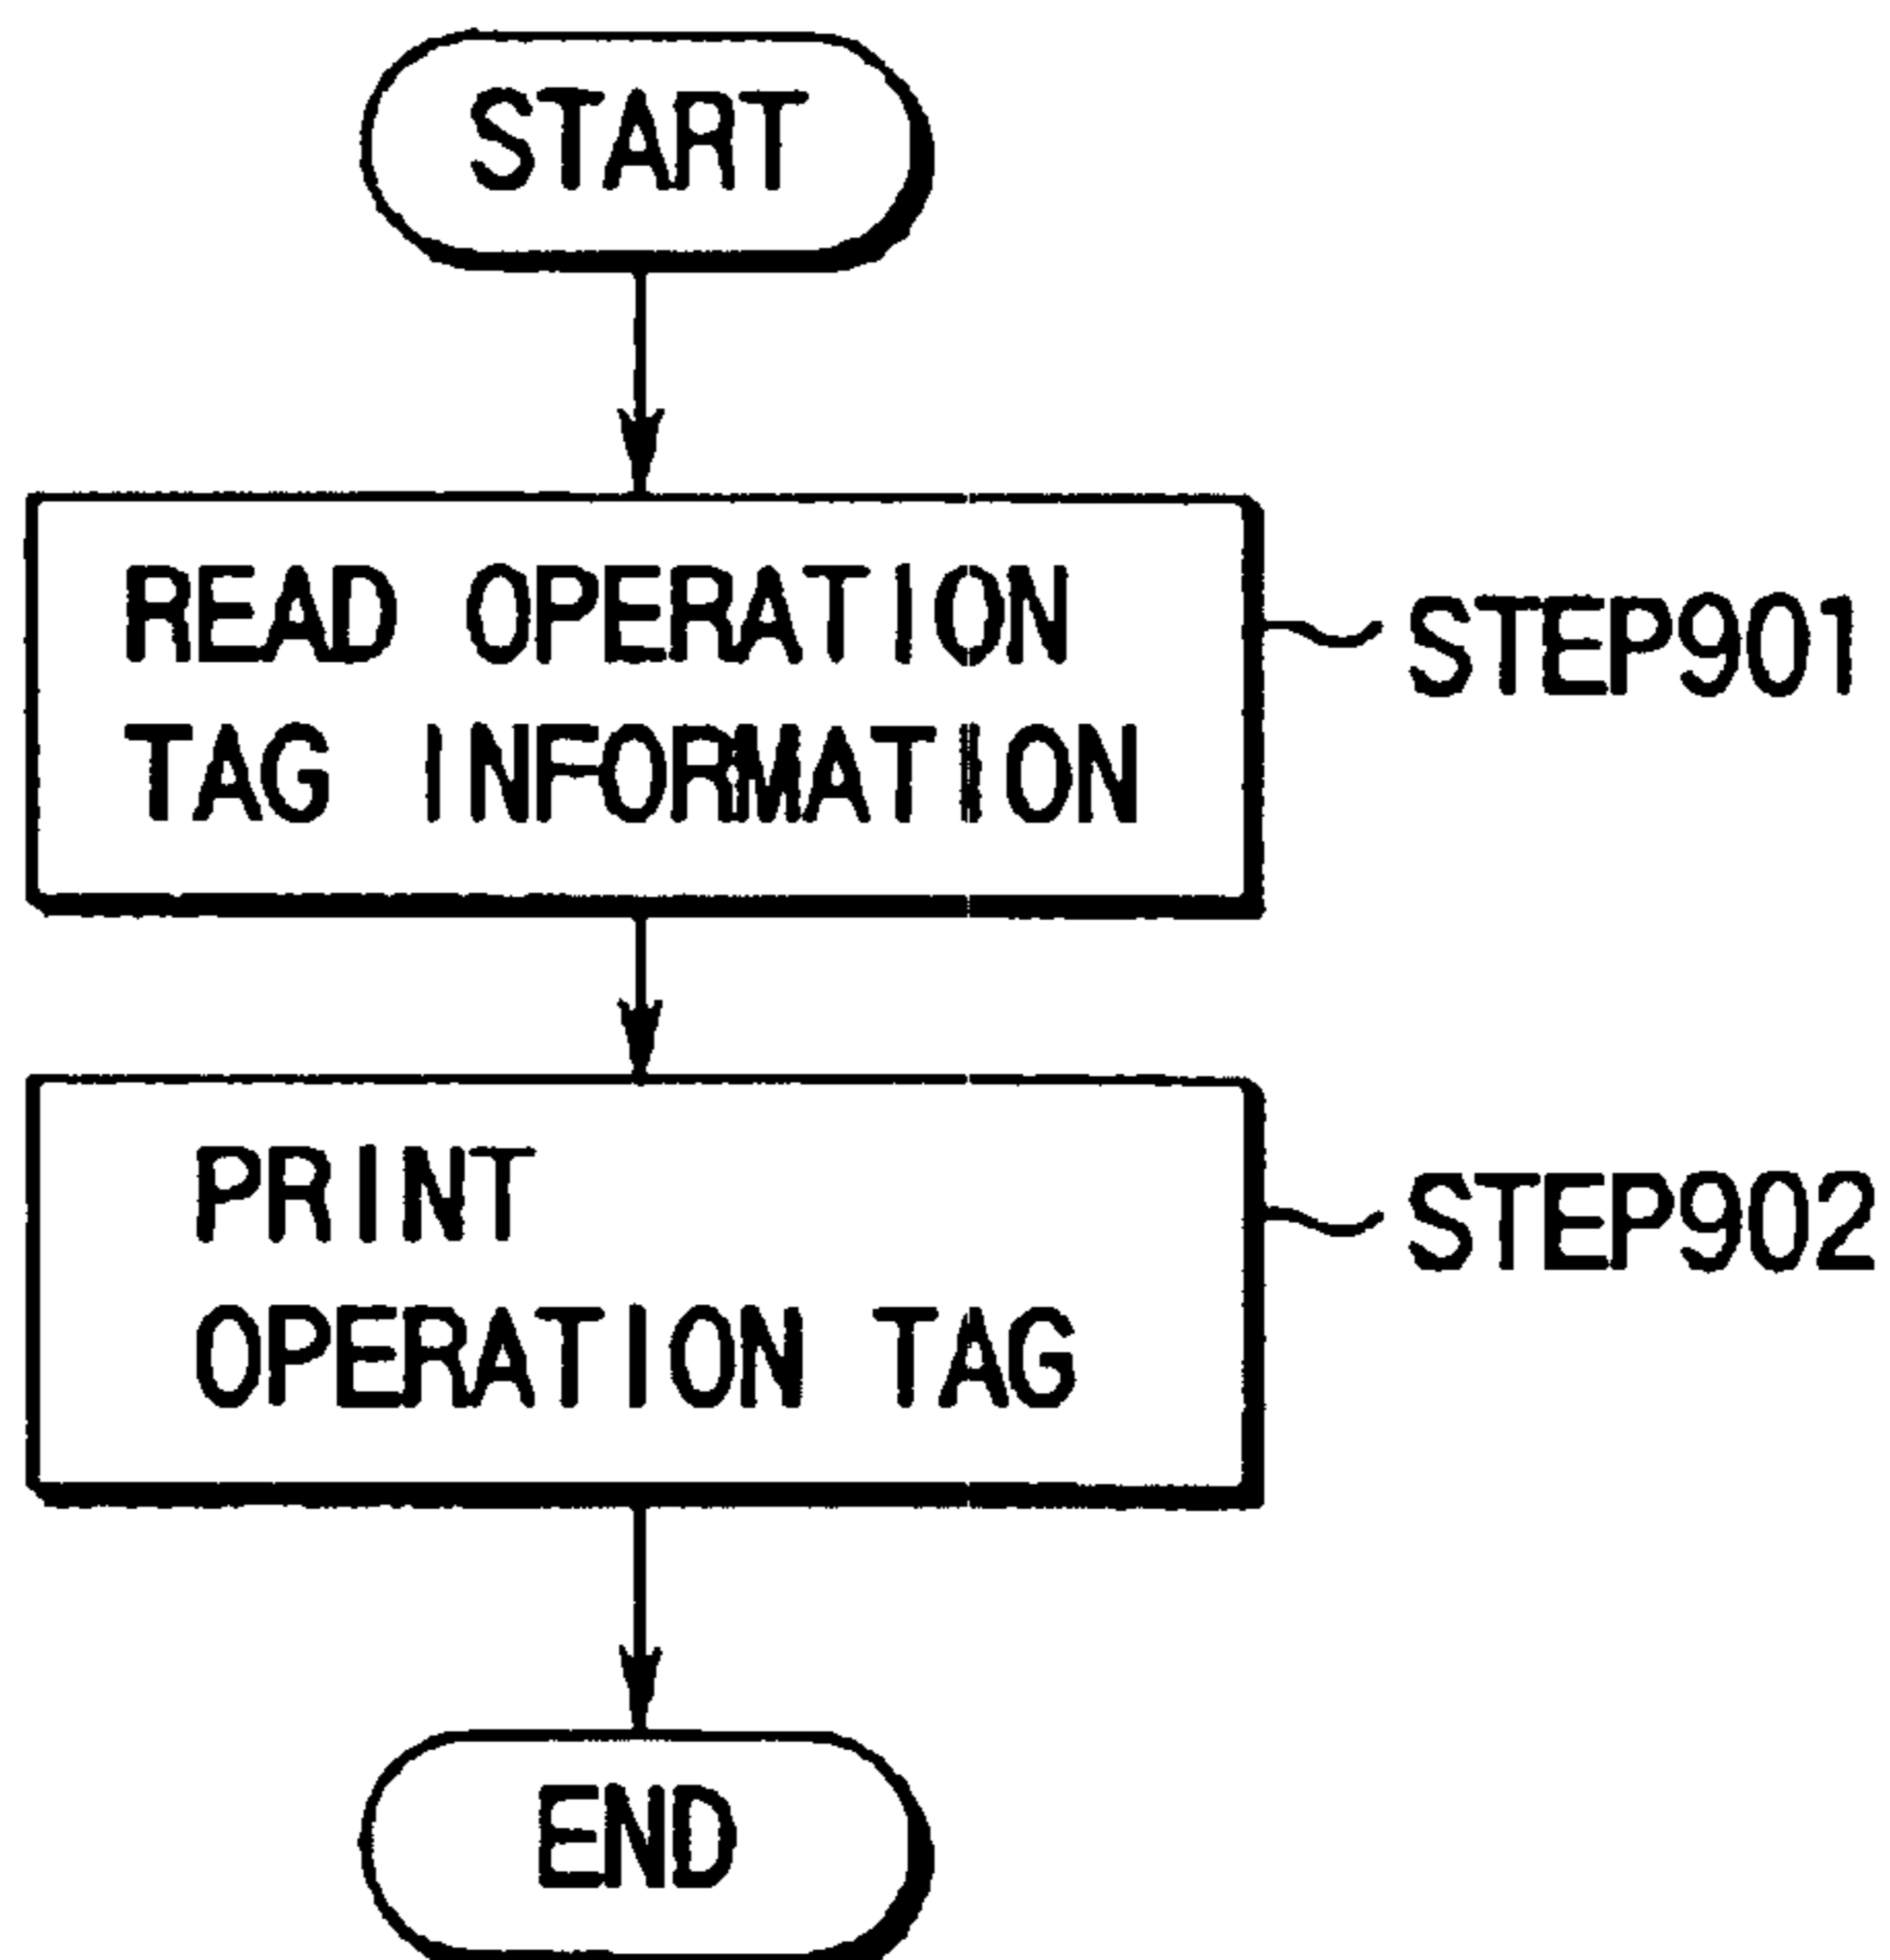 START
READ OPERATION
TAG INFORMATION
STEP901
PRINT
OPERATION TAG
STEP902
END